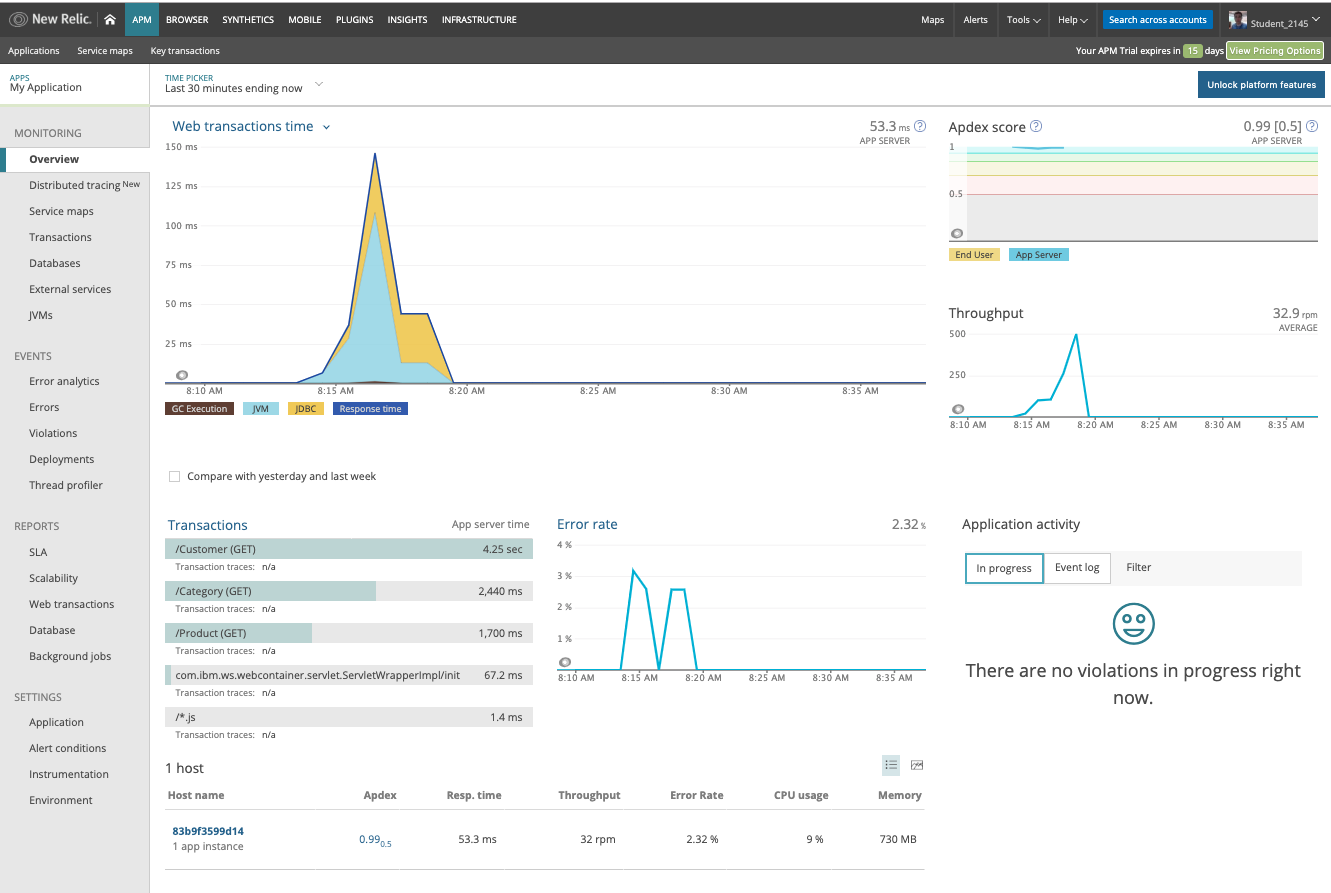 New Relic.
APM BROWSER SYNTHETICS MOBILE PLUGINS INSIGHTS INFRASTRUCTURE
Maps Alerts Tools Help Search across accounts Student_2145
Applications Service maps Key transactions
Your APM Trial expires in 15 days View Pricing Options
APPS
My Application
TIME PICKER
Last 30 minutes ending now
Unlock platform features
MONITORING
Overview
Distributed tracing New
Service maps
Transactions
Databases
External services
JVMs
EVENTS
Error analytics
Errors
Violations
Deployments
Thread profiler
REPORTS
SLA
Scalability
Web transactions
Database
Background jobs
SETTINGS
Application
Alert conditions
Instrumentation
Environment
Web transactions time
53.3 ms ?
APP SERVER
150 ms
125 ms
100 ms
75 ms
50 ms
25 ms
8:10 AM 8:15 AM 8:20 AM 8:25 AM 8:30 AM 8:35 AM
GC Execution JVM JDBC Response time
Compare with yesterday and last week
Apdex score ?
0.99 [0.5] ?
APP SERVER
1
0.5
End User App Server
Throughput
32.9 rpm
AVERAGE
500
250
8:10 AM 8:15 AM 8:20 AM 8:25 AM 8:30 AM 8:35 AM
Transactions App server time
/Customer (GET) 4.25 sec
Transaction traces: n/a
/Category (GET) 2,440 ms
Transaction traces: n/a
/Product (GET) 1,700 ms
Transaction traces: n/a
com.ibm.ws.webcontainer.servlet.ServletWrapperImpl/init 67.2 ms
Transaction traces: n/a
/*.js 1.4 ms
Transaction traces: n/a
Error rate 2.32 %
4 %
3 %
2 %
1 %
8:10 AM 8:15 AM 8:20 AM 8:25 AM 8:30 AM 8:35 AM
Application activity
In progress Event log Filter
There are no violations in progress right
now.
1 host
Host name Apdex Resp. time Throughput Error Rate CPU usage Memory
83b9f3599d14 0.99 0.5 53.3 ms 32 rpm 2.32 % 9 % 730 MB
1 app instance